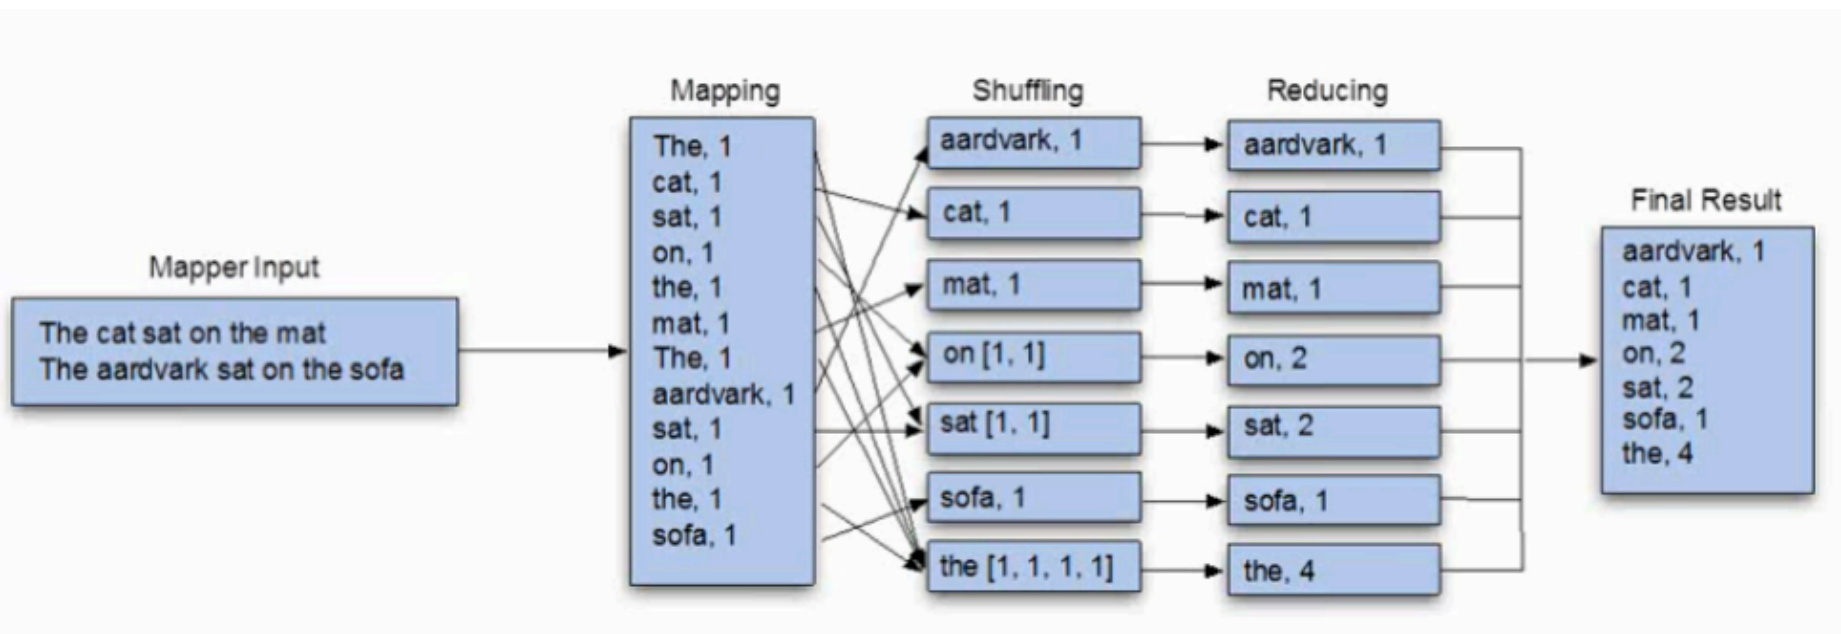 Mapper Input
The cat sat on the mat
The aardvark sat on the sofa
Mapping
The, 1
cat, 1
sat, 1
on, 1
the, 1
mat, 1
The, 1
aardvark, 1
sat, 1
on, 1
the, 1
sofa, 1
Shuffling
aardvark, 1
cat, 1
mat, 1
on [1, 1]
sat [1, 1]
sofa, 1
the [1, 1, 1, 1]
Reducing
aardvark, 1
cat, 1
mat, 1
on, 2
sat, 2
sofa, 1
the, 4
Final Result
aardvark, 1
cat, 1
mat, 1
on, 2
sat, 2
sofa, 1
the, 4